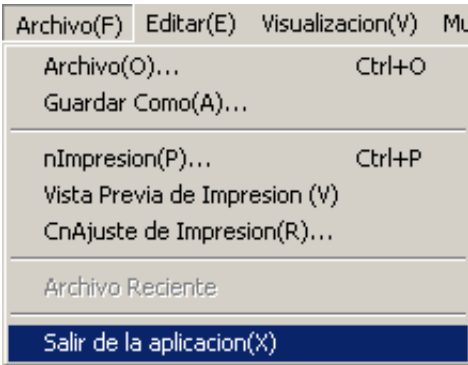 Archivo(F) Editar(E) Visualizacion(V) Mu
Archivo(O)... Ctrl+O
Guardar Como(A)...
nImpresion(P)... Ctrl+P
Vista Previa de Impresion (V)
CnAjuste de Impresion(R)...
Archivo Reciente
Salir de la aplicacion(X)